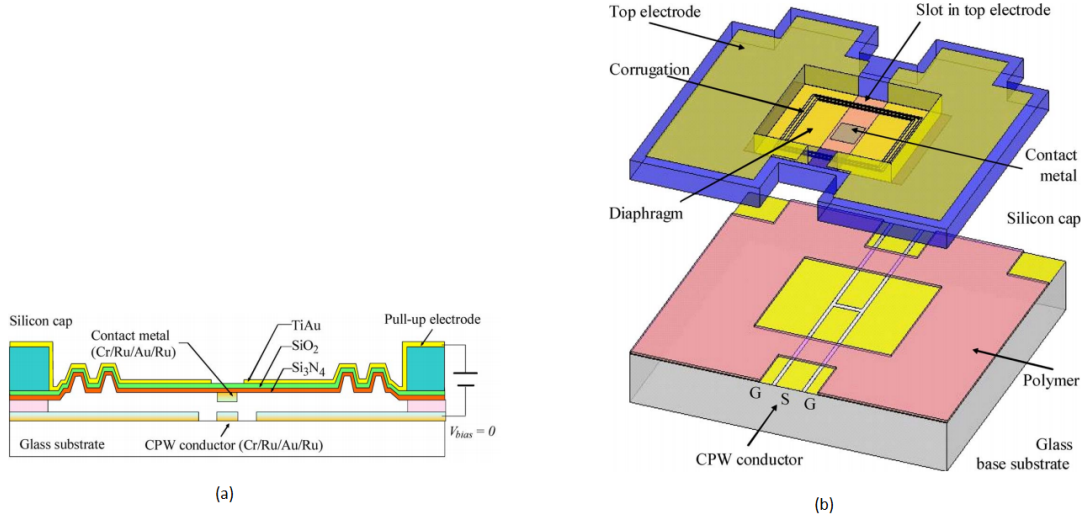 Silicon cap
Contact metal
(Cr/Ru/Au/Ru)
TiAu
SiO2
Si3N4
Pull-up electrode
Vbias = 0
Glass substrate
CPW conductor (Cr/Ru/Au/Ru)
(a)
Top electrode
Slot in top electrode
Corrugation
Contact
metal
Diaphragm
Silicon cap
Polymer
G S G
CPW conductor
Glass
base substrate
(b)